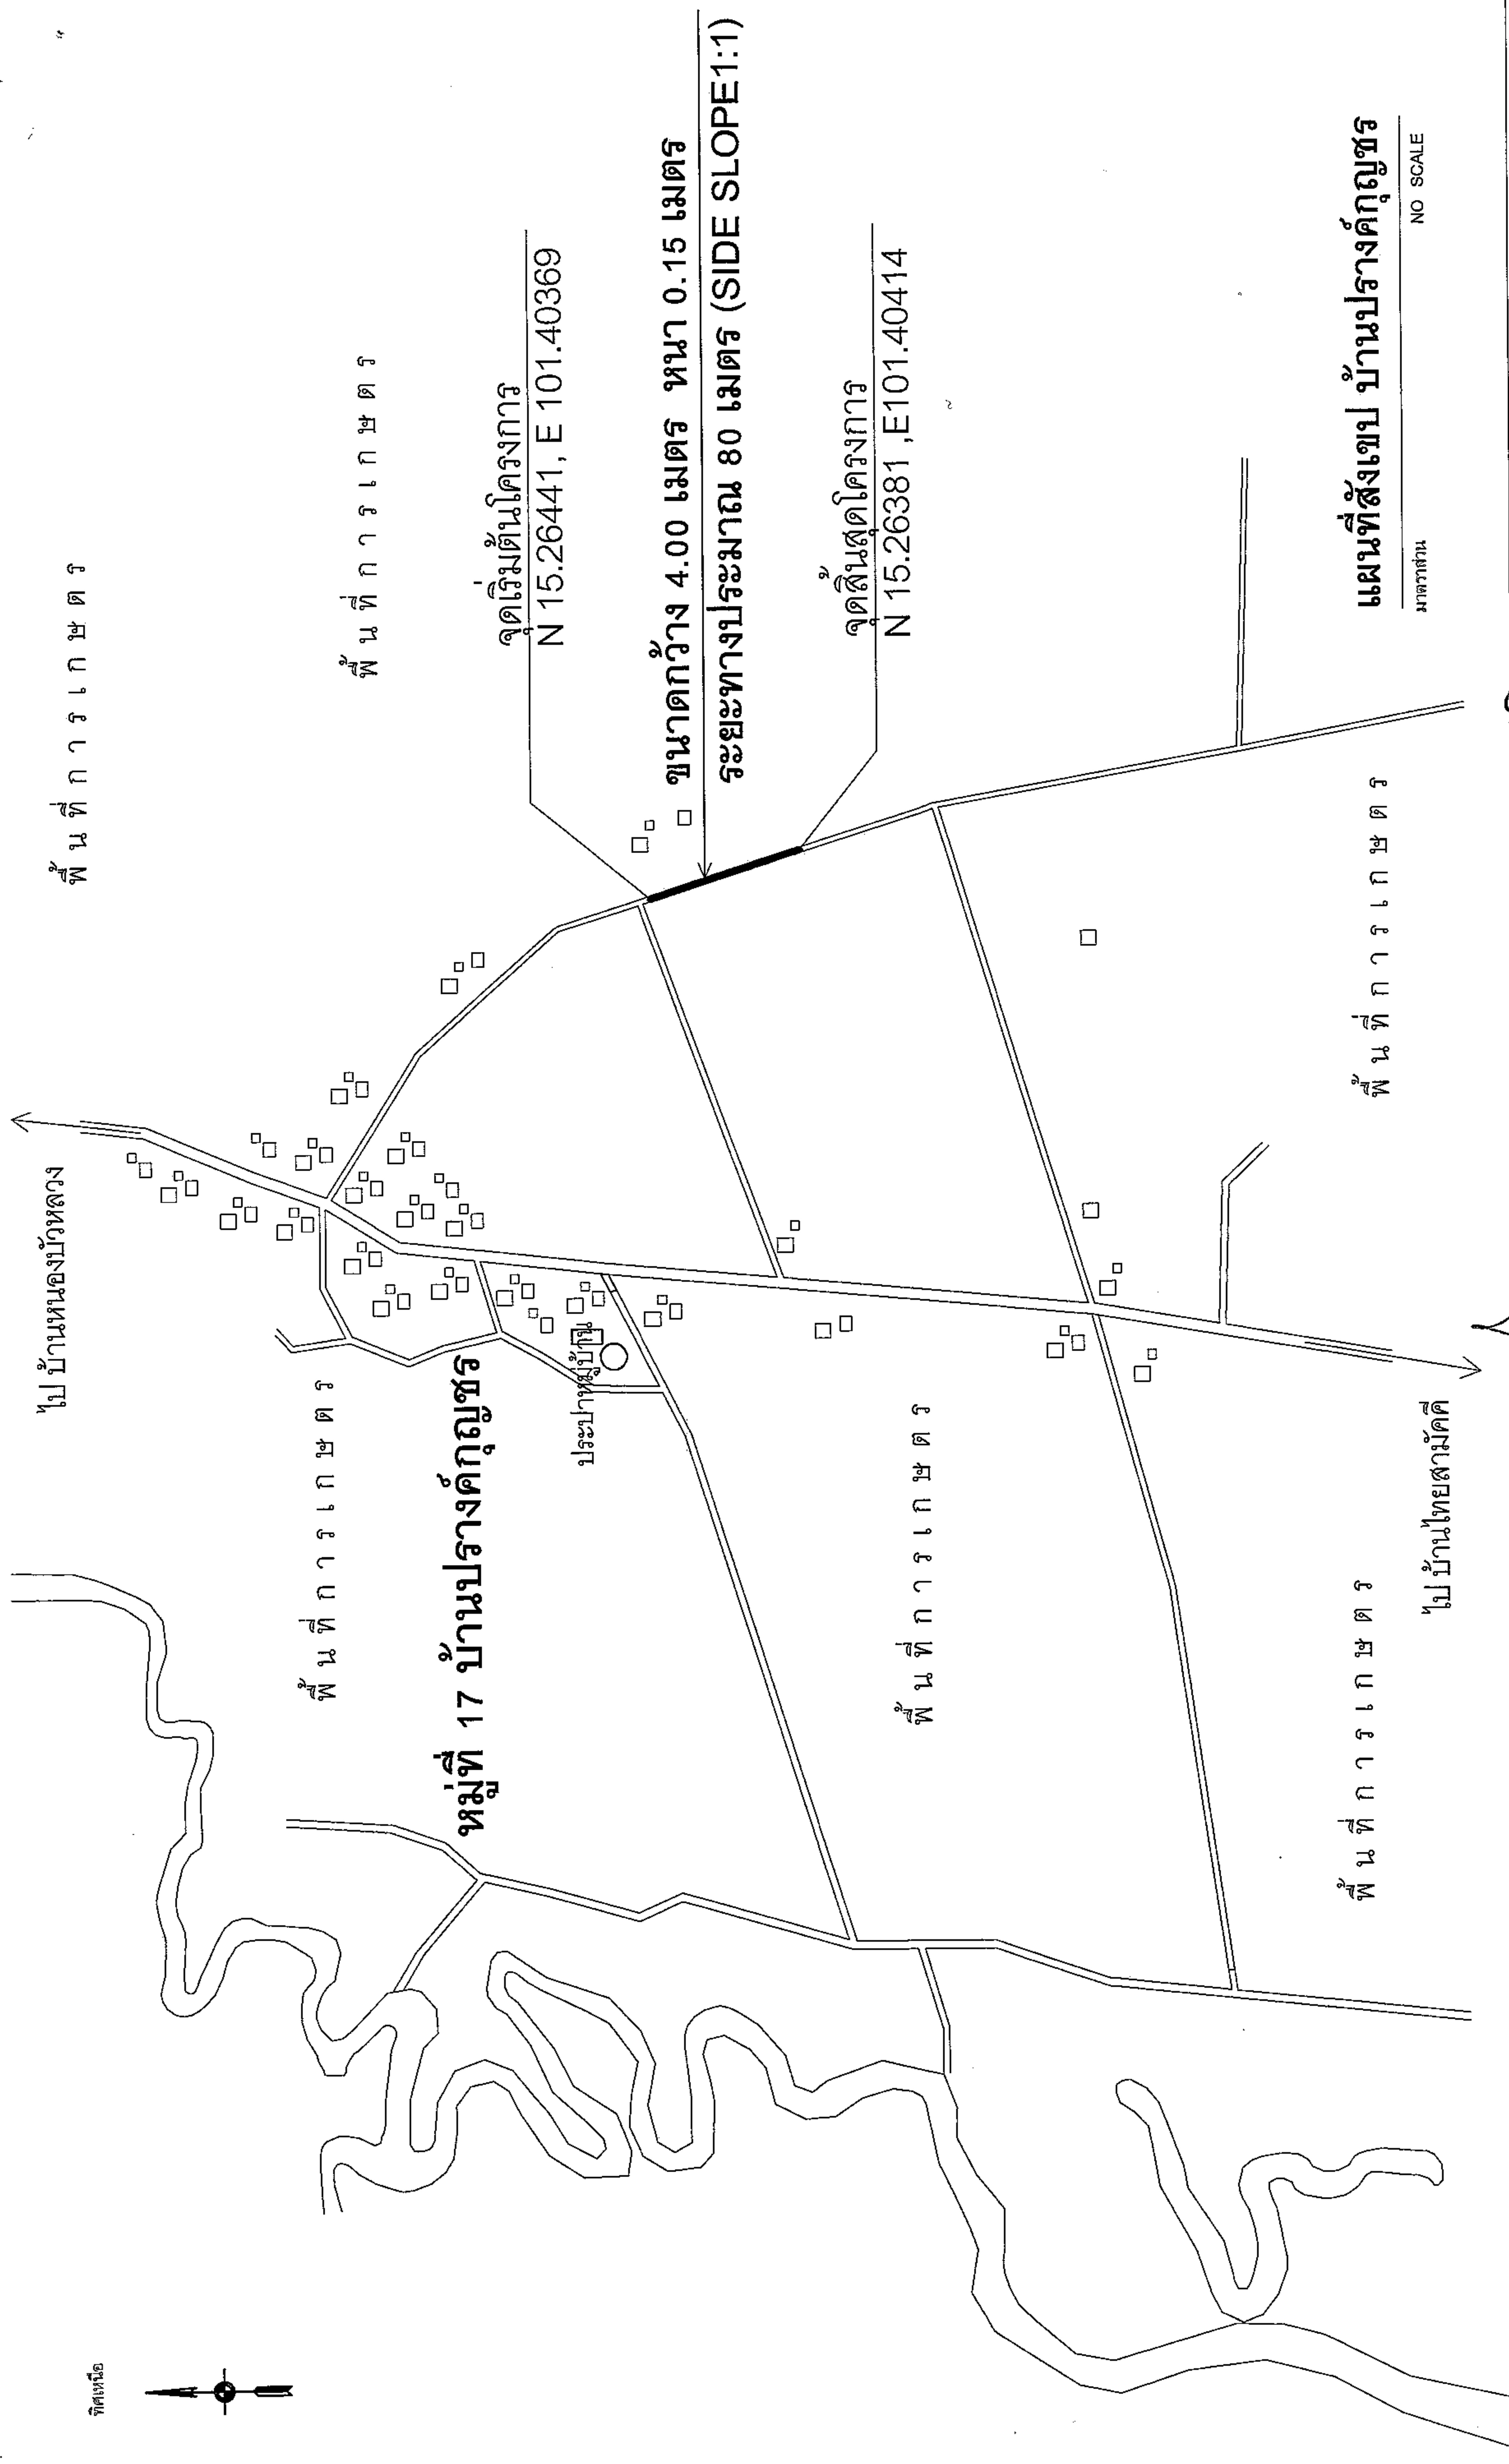 ทิศเหนือ
ไป บ้านหนองบัวหลวง
พื้นที่การเกษตร
พื้นที่การเกษตร
พื้นที่การเกษตร
หมู่ที่ 17 บ้านปรางค์กุญชร
ประปาหมู่บ้าน
จุดเริ่มต้นโครงการ
N 15.26441, E 101.40369
ขนาดกว้าง 4.00 เมตร หนา 0.15 เมตร
ระยะทางประมาณ 80 เมตร (SIDE SLOPE1:1)
จุดสิ้นสุดโครงการ
N 15.26381 ,E101.40414
พื้นที่การเกษตร
พื้นที่การเกษตร
พื้นที่การเกษตร
ไป บ้านไทยสามัคคี
แผนที่สังเขป บ้านปรางค์กุญชร
มาตราส่วน NO SCALE